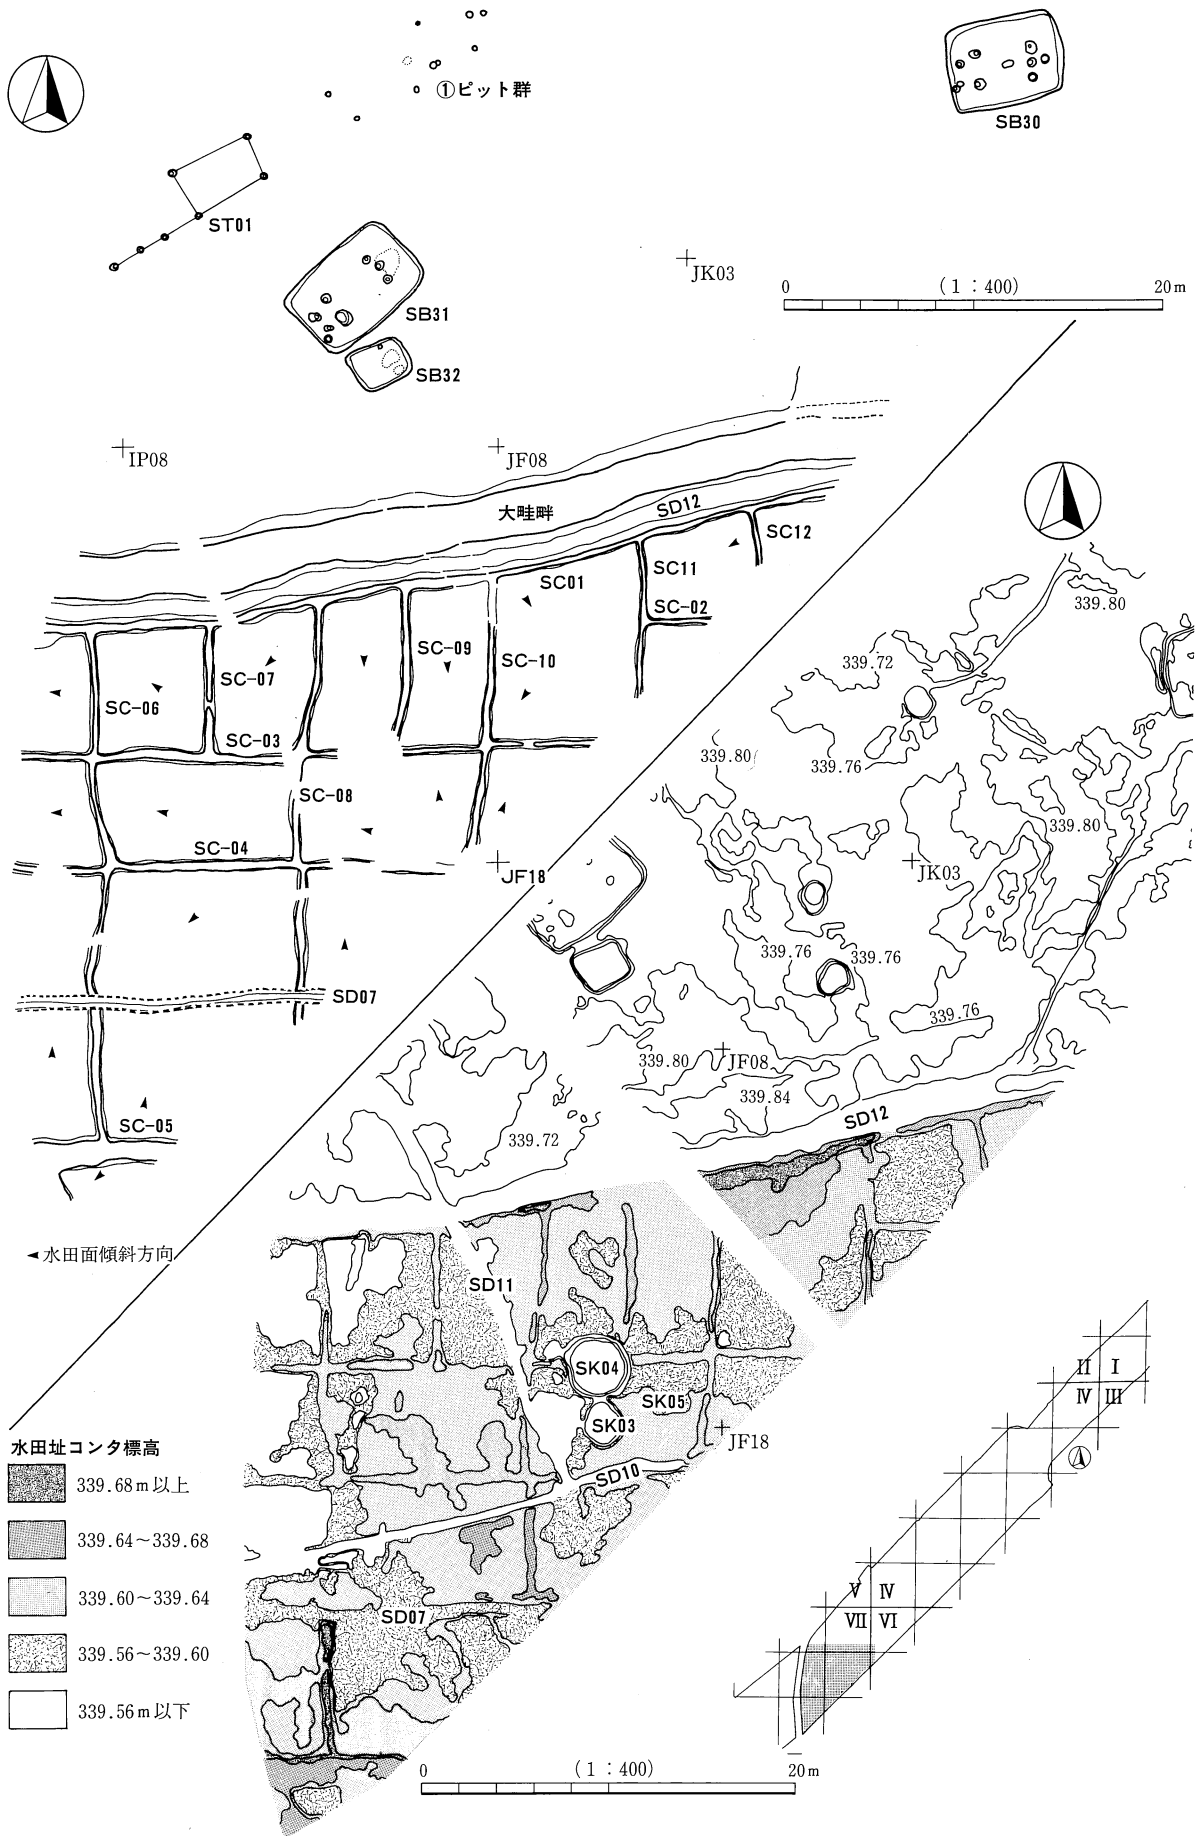 ①ピット群
SB30
ST01
JK03
0 (1：400) 20m
SB31
SB32
IP08
JF08
大畦畔
SD12
SC12
SC11
SC01
SC-02
SC-09
SC-10
SC-07
SC-06
SC-03
SC-08
SC-04
JF18
SD07
SC-05
◄水田面傾斜方向
339.80
339.72
339.80
339.76
339.80
JK03
339.76
339.76
339.76
339.80
JF08
339.84
SD12
339.72
SD11
SK04
SK05
SK03
JF18
SD10
SD07
水田址コンタ標高
339.68m以上
339.64～339.68
339.60～339.64
339.56～339.60
339.56m以下
II I
IV III
V IV
VII VI
0 (1：400) 20m